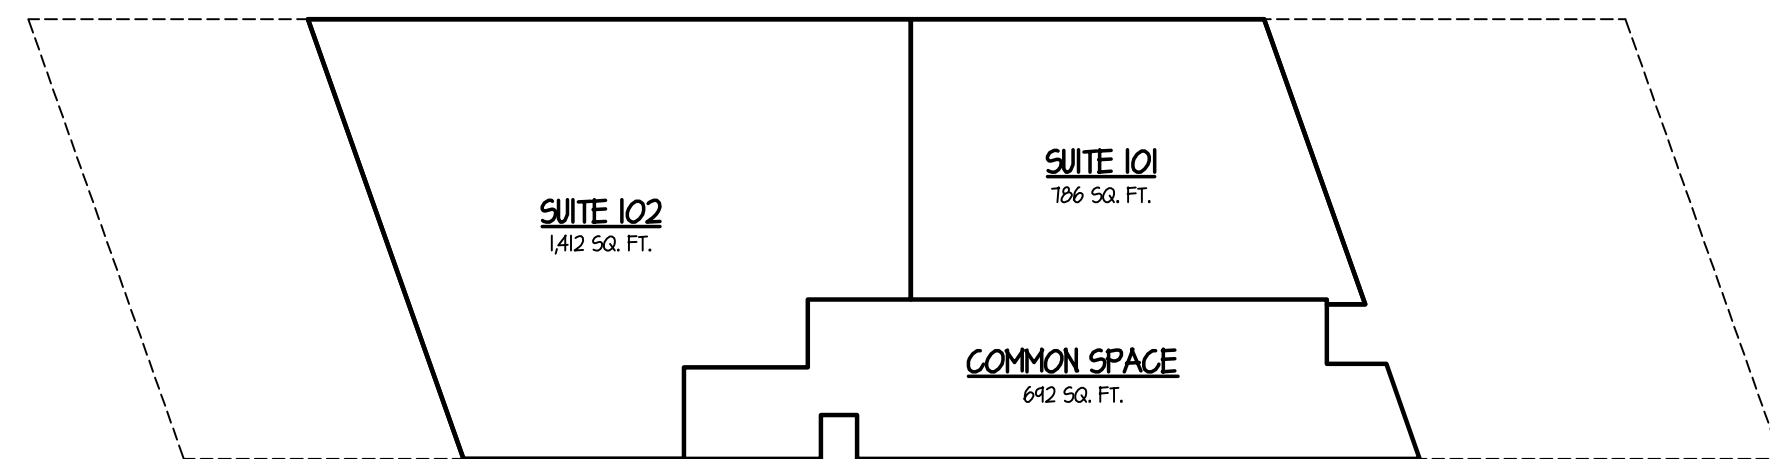 SUITE 101
786 SQ. FT.
SUITE 102
1,412 SQ. FT.
COMMON SPACE
692 SQ. FT.